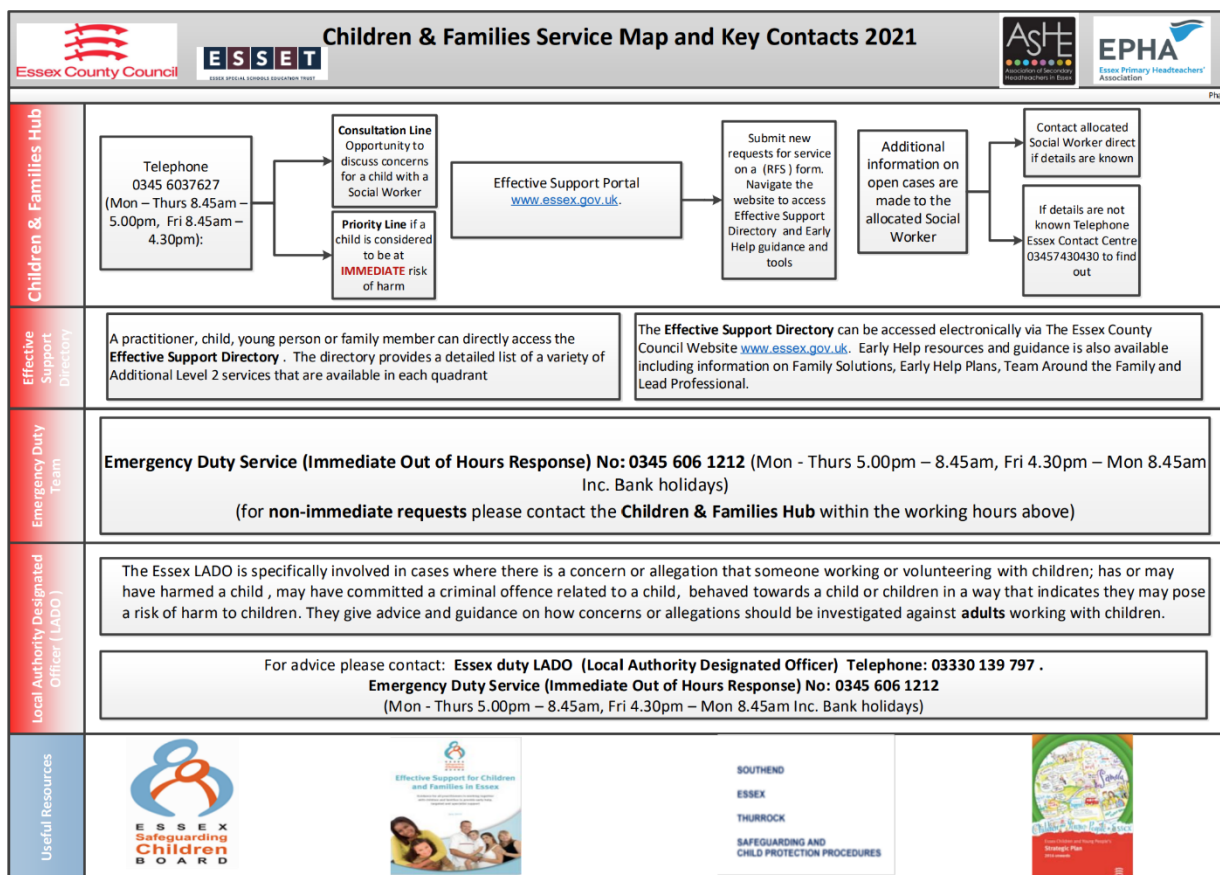 Children & Families Service Map and Key Contacts 2021
Essex County Council
ESSET
ESSEX SPECIAL SCHOOLS EDUCATION TRUST
ASHE
Association of Secondary
Headteachers in Essex
EPHA
Essex Primary Headteachers'
Association
Pha
Children & Families Hub
Telephone
0345 6037627
(Mon – Thurs 8.45am –
5.00pm, Fri 8.45am –
4.30pm):
Consultation Line
Opportunity to
discuss concerns
for a child with a
Social Worker
Priority Line if a
child is considered
to be at
IMMEDIATE risk
of harm
Effective Support Portal
www.essex.gov.uk.
Submit new
requests for service
on a (RFS ) form.
Navigate the
website to access
Effective Support
Directory and Early
Help guidance and
tools
Additional
information on
open cases are
made to the
allocated Social
Worker
Contact allocated
Social Worker direct
if details are known
If details are not
known Telephone
Essex Contact Centre
03457430430 to find
out
Effective
Support
Directory
A practitioner, child, young person or family member can directly access the
Effective Support Directory . The directory provides a detailed list of a variety of
Additional Level 2 services that are available in each quadrant
The Effective Support Directory can be accessed electronically via The Essex County
Council Website www.essex.gov.uk. Early Help resources and guidance is also available
including information on Family Solutions, Early Help Plans, Team Around the Family and
Lead Professional.
Emergency Duty
Team
Emergency Duty Service (Immediate Out of Hours Response) No: 0345 606 1212 (Mon - Thurs 5.00pm – 8.45am, Fri 4.30pm – Mon 8.45am
Inc. Bank holidays)
(for non-immediate requests please contact the Children & Families Hub within the working hours above)
Local Authority Designated
Officer ( LADO )
The Essex LADO is specifically involved in cases where there is a concern or allegation that someone working or volunteering with children; has or may
have harmed a child , may have committed a criminal offence related to a child, behaved towards a child or children in a way that indicates they may pose
a risk of harm to children. They give advice and guidance on how concerns or allegations should be investigated against adults working with children.
For advice please contact: Essex duty LADO (Local Authority Designated Officer) Telephone: 03330 139 797 .
Emergency Duty Service (Immediate Out of Hours Response) No: 0345 606 1212
(Mon - Thurs 5.00pm – 8.45am, Fri 4.30pm – Mon 8.45am Inc. Bank holidays)
Useful Resources
ESSEX
Safeguarding
Children
BOARD
Effective Support for Children
and Families in Essex
SOUTHEND
ESSEX
THURROCK
SAFEGUARDING AND
CHILD PROTECTION PROCEDURES
Essex Children and Young People's
Strategic Plan